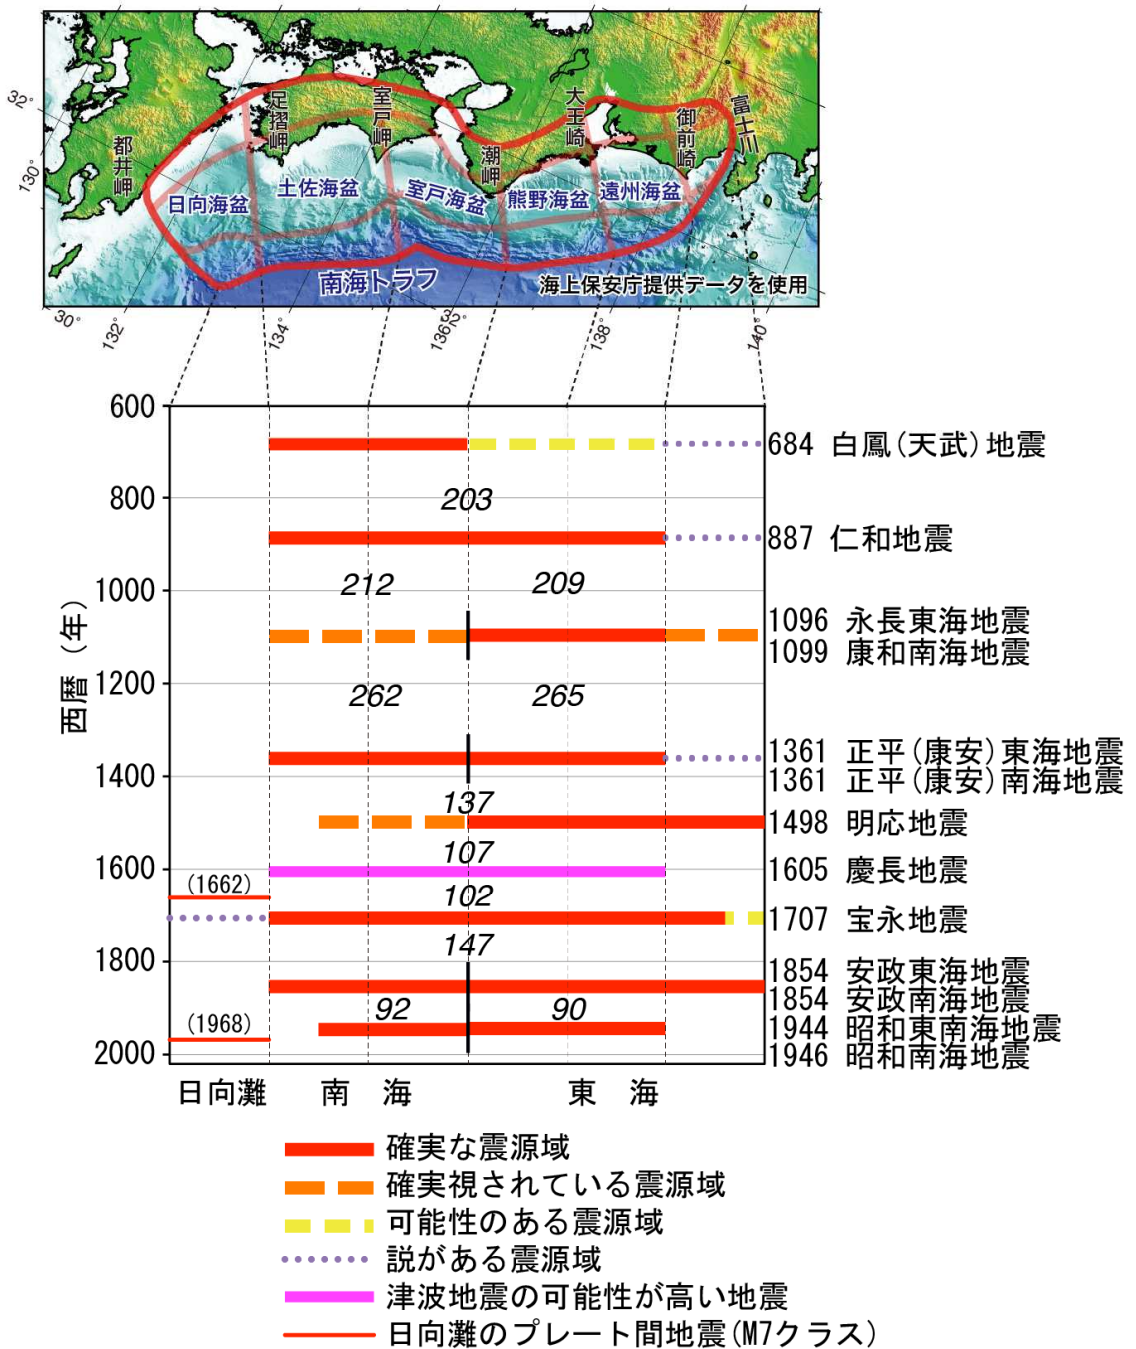 32°
130°
都井岬
足摺岬
室戸岬
潮岬
大王崎
御前崎
富士川
日向海盆
土佐海盆
室戸海盆
熊野海盆
遠州海盆
南海トラフ
海上保安庁提供データを使用
30°
132°
134°
136°
32°
138°
140°
西暦(年)
600
800
1000
1200
1400
1600
1800
2000
684 白鳳(天武)地震
203
887 仁和地震
212
209
1096 永長東海地震
1099 康和南海地震
262
265
1361 正平(康安)東海地震
1361 正平(康安)南海地震
137
1498 明応地震
107
1605 慶長地震
(1662)
102
1707 宝永地震
147
1854 安政東海地震
1854 安政南海地震
92
90
(1968)
1944 昭和東南海地震
1946 昭和南海地震
日向灘
南 海
東 海
確実な震源域
確実視されている震源域
可能性のある震源域
説がある震源域
津波地震の可能性が高い地震
日向灘のプレート間地震(M7クラス)